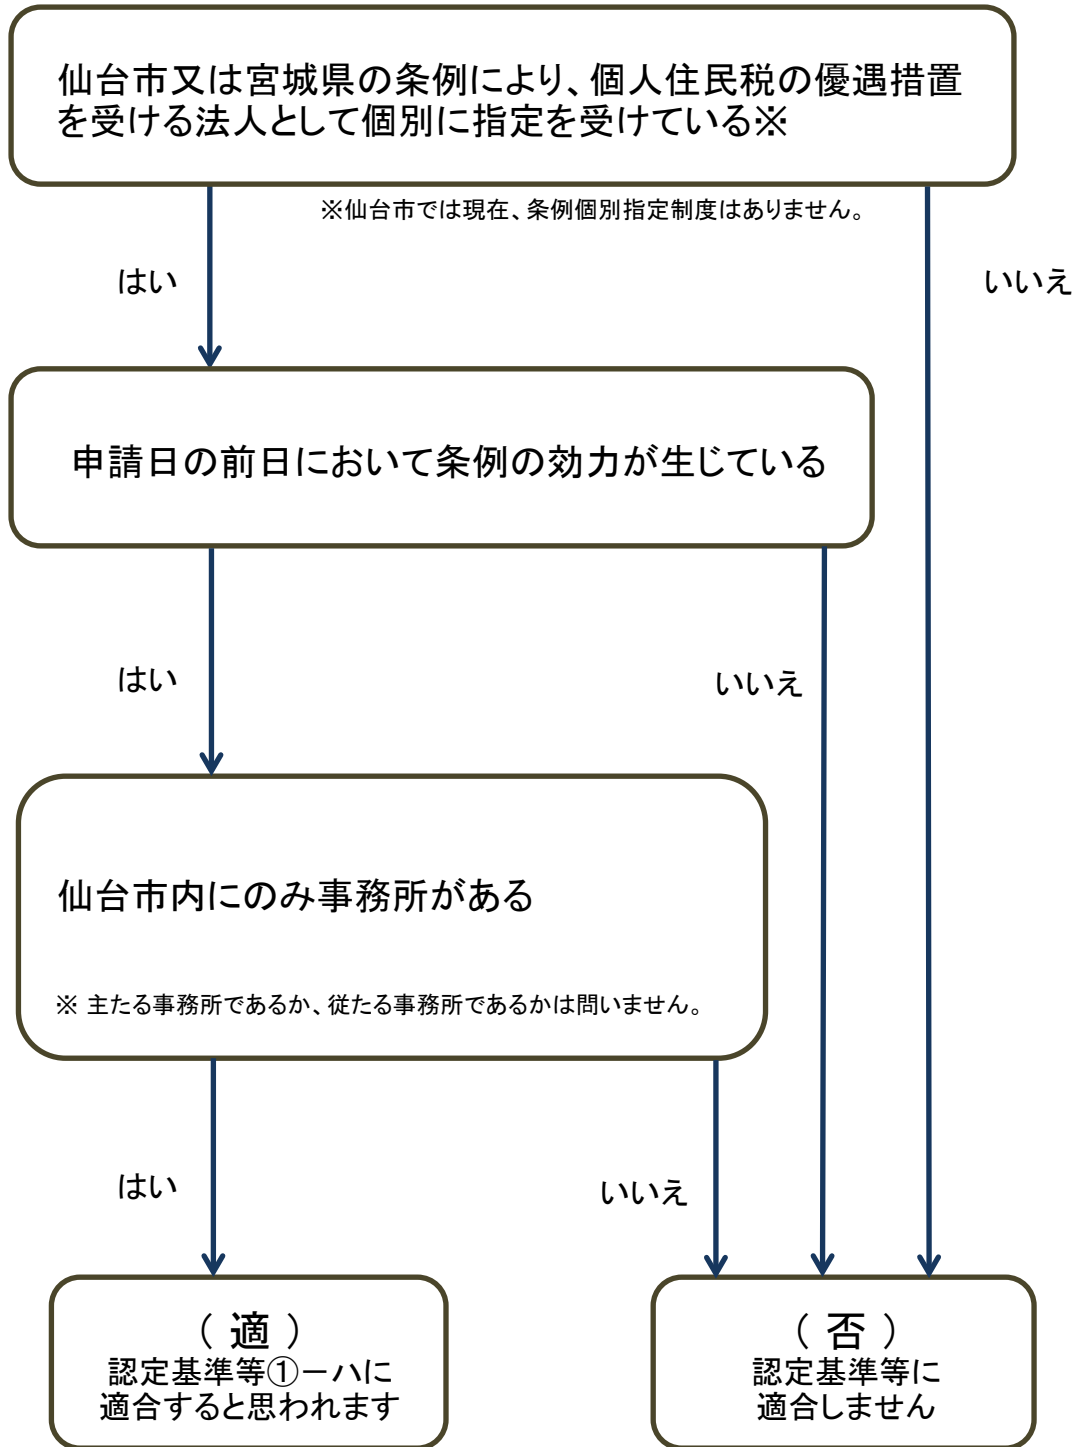 仙台市又は宮城県の条例により、個人住民税の優遇措置
を受ける法人として個別に指定を受けている※
※仙台市では現在、条例個別指定制度はありません。
はい
いいえ
申請日の前日において条例の効力が生じている
はい
いいえ
仙台市内にのみ事務所がある
※ 主たる事務所であるか、従たる事務所であるかは問いません。
はい
いいえ
（ 適 ）
認定基準等①ーハに
適合すると思われます
（ 否 ）
認定基準等に
適合しません